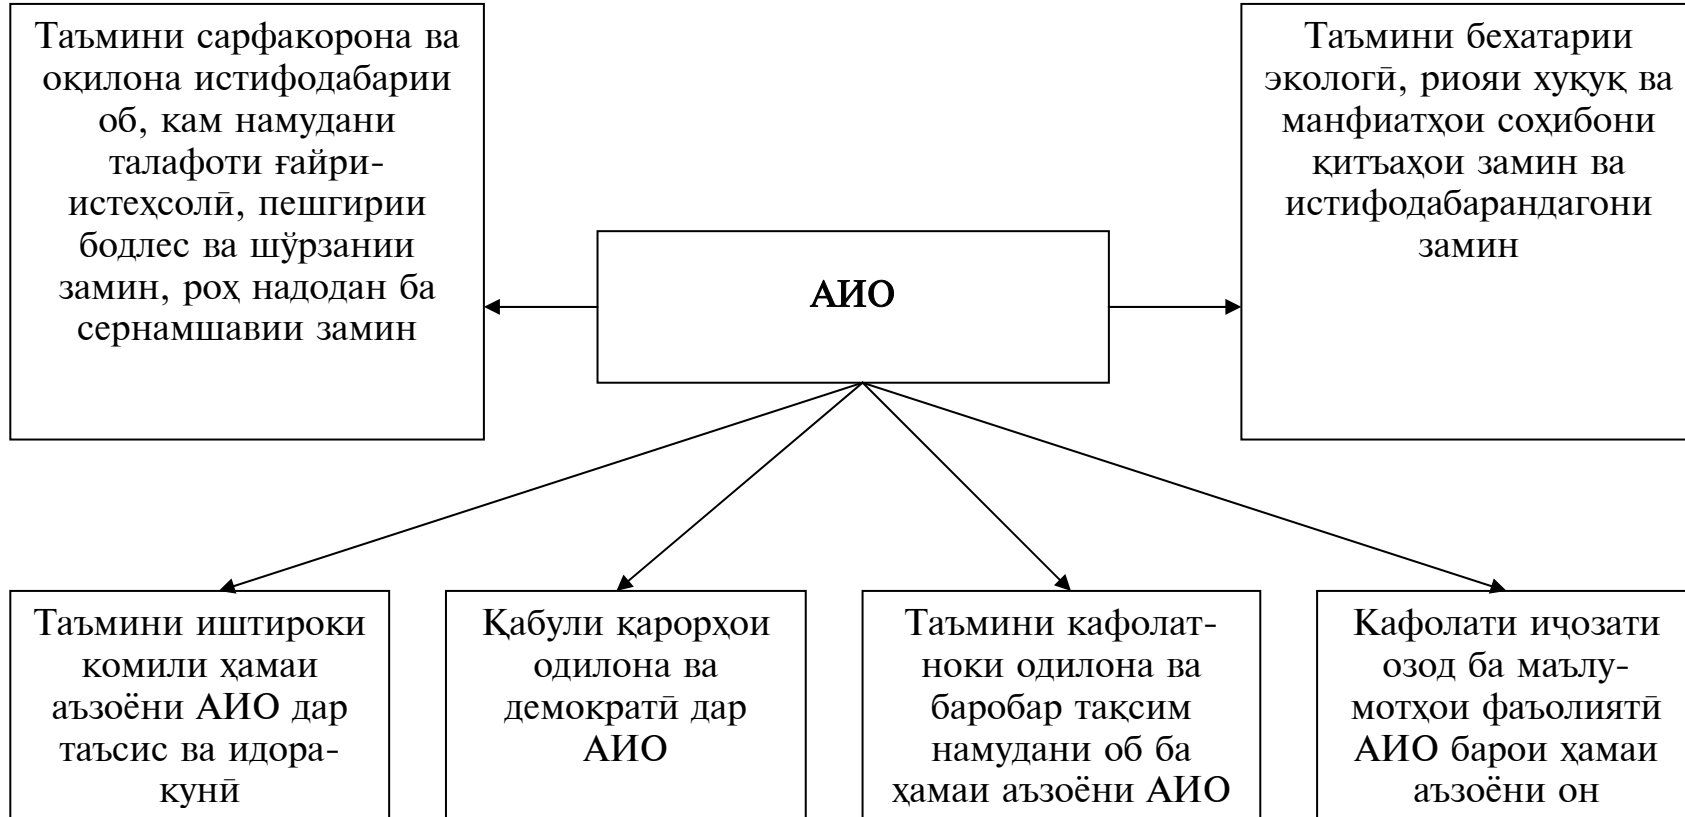 Таъмини сарфакорона ва
оқилона истифодабарии
об, кам намудани
талафоти ғайри-
истеҳсолӣ, пешгирии
бодлес ва шӯрзании
замин, роҳ надодан ба
сернамшавии замин
Таъмини бехатарии
экологӣ, риояи хуқуқ ва
манфиатҳои соҳибони
қитъаҳои замин ва
истифодабарандагони
замин
АИО
Таъмини иштироки
комили ҳамаи
аъзоёни АИО дар
таъсис ва идора-
кунӣ
Қабули қарорҳои
одилона ва
демократӣ дар
АИО
Таъмини кафолат-
ноки одилона ва
баробар тақсим
намудани об ба
ҳамаи аъзоёни АИО
Кафолати иҷозати
озод ба маълу-
мотҳои фаъолиятӣ
АИО барои ҳамаи
аъзоёни он